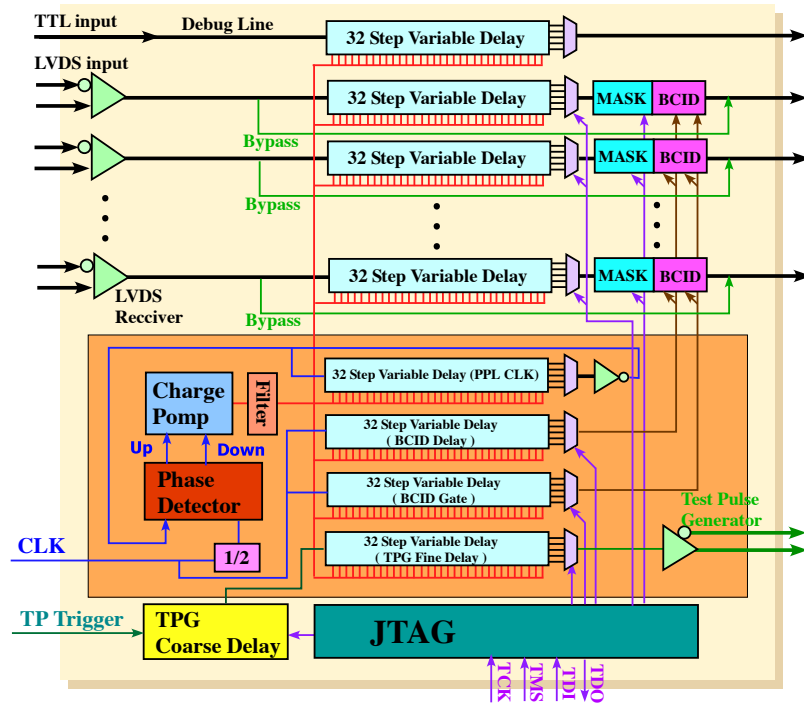 TTL input
Debug Line
32 Step Variable Delay
LVDS input
32 Step Variable Delay
MASK
BCID
Bypass
32 Step Variable Delay
MASK
BCID
Bypass
32 Step Variable Delay
MASK
BCID
LVDS
Recciver
Bypass
32 Step Variable Delay (PPL CLK)
Charge
Pomp
Filter
32 Step Variable Delay
( BCID Delay )
Up
Down
Phase
Detector
32 Step Variable Delay
( BCID Gate )
Test Pulse
Generator
32 Step Variable Delay
( TPG Fine Delay )
CLK
1/2
TP Trigger
TPG
Coarse Delay
JTAG
TCK
TMS
TDI
TDO